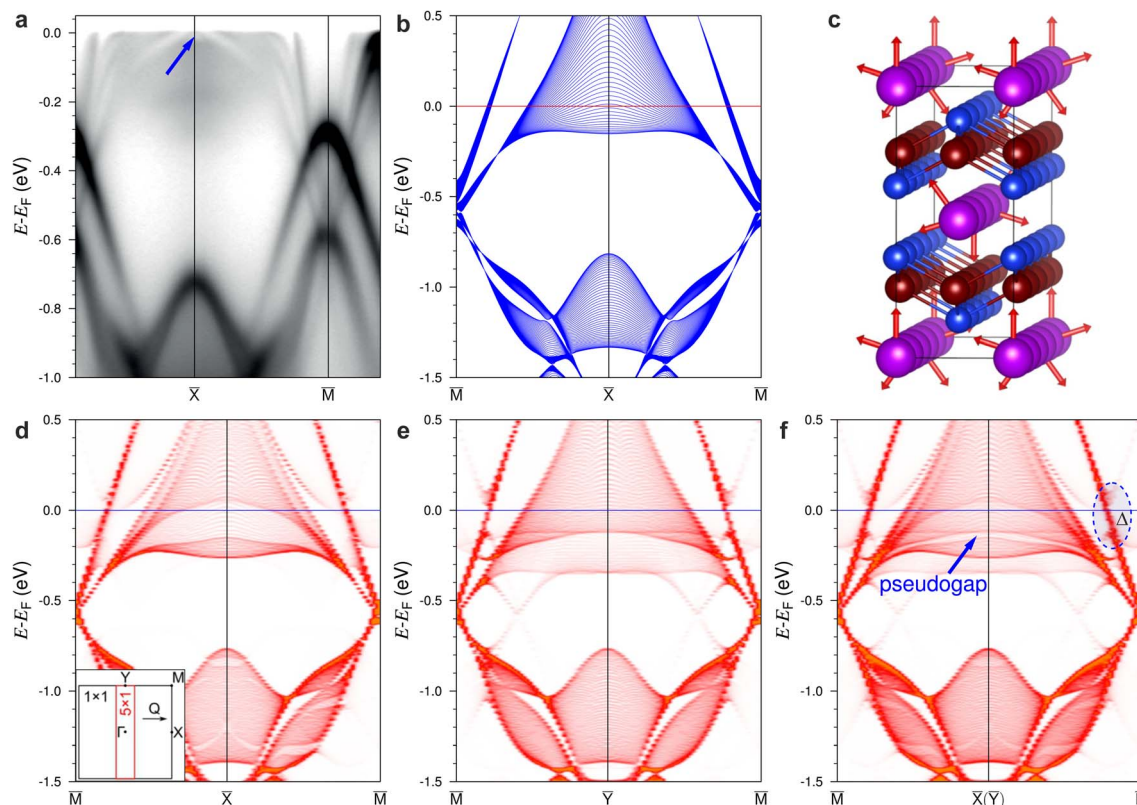 a
0.0
-0.2
-0.4
-0.6
-0.8
-1.0
E-EF (eV)
X̄
M̄
b
0.5
0.0
-0.5
-1.0
-1.5
E-EF (eV)
M̄
X̄
M̄
c
d
0.5
0.0
-0.5
-1.0
-1.5
E-EF (eV)
Y
M
1×1
5×1
Q
Γ
X
M̄
X̄
M̄
e
0.5
0.0
-0.5
-1.0
-1.5
E-EF (eV)
M̄
Ȳ
M̄
f
0.5
0.0
-0.5
-1.0
-1.5
E-EF (eV)
Δ
pseudogap
M̄
X̄(Ȳ)